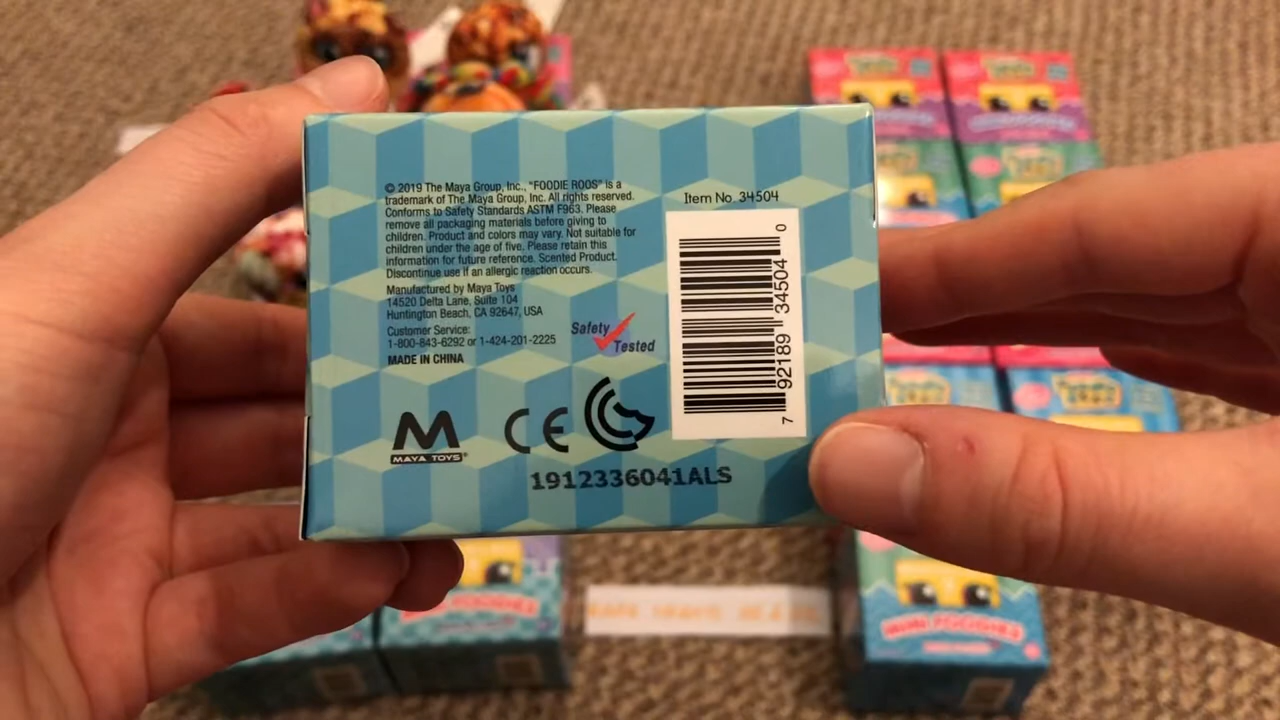 © 2019 The Maya Group, Inc., "FOODIE ROOS" is a
trademark of The Maya Group, Inc. All rights reserved.
Conforms to Safety Standards ASTM F963. Please
remove all packaging materials before giving to
children. Product and colors may vary. Not suitable for
children under the age of five. Please retain this
information for future reference. Scented Product.
Discontinue use if an allergic reaction occurs.
Manufactured by Maya Toys
14520 Delta Lane, Suite 104
Huntington Beach, CA 92647, USA
Customer Service:
1-800-843-6292 or 1-424-201-2225
MADE IN CHINA
Safety Tested
Item No. 34504
7 92189 34504 0
M
MAYA TOYS®
CE
1912336041ALS
MINI FOODIES